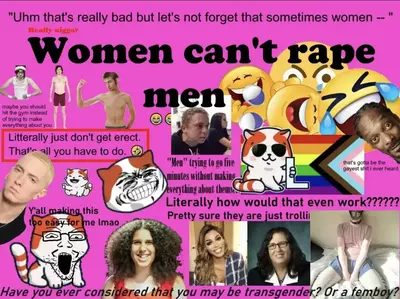 "Uhm that's really bad but let's not forget that sometimes women -- "
Really nigga?
Women can't rape
men
maybe you should
hit the gym instead
of trying to make
everything about you
Litterally just don't get erect.
That's all you have to do.
"Men" trying to go five
minutes without making
everything about them
that's gotta be the
gayest shit i ever heard
Literally how would that even work??????
Pretty sure they are just trolli
Y'all making this
too easy for me lmao
Have you ever considered that you may be transgender? Or a femboy?